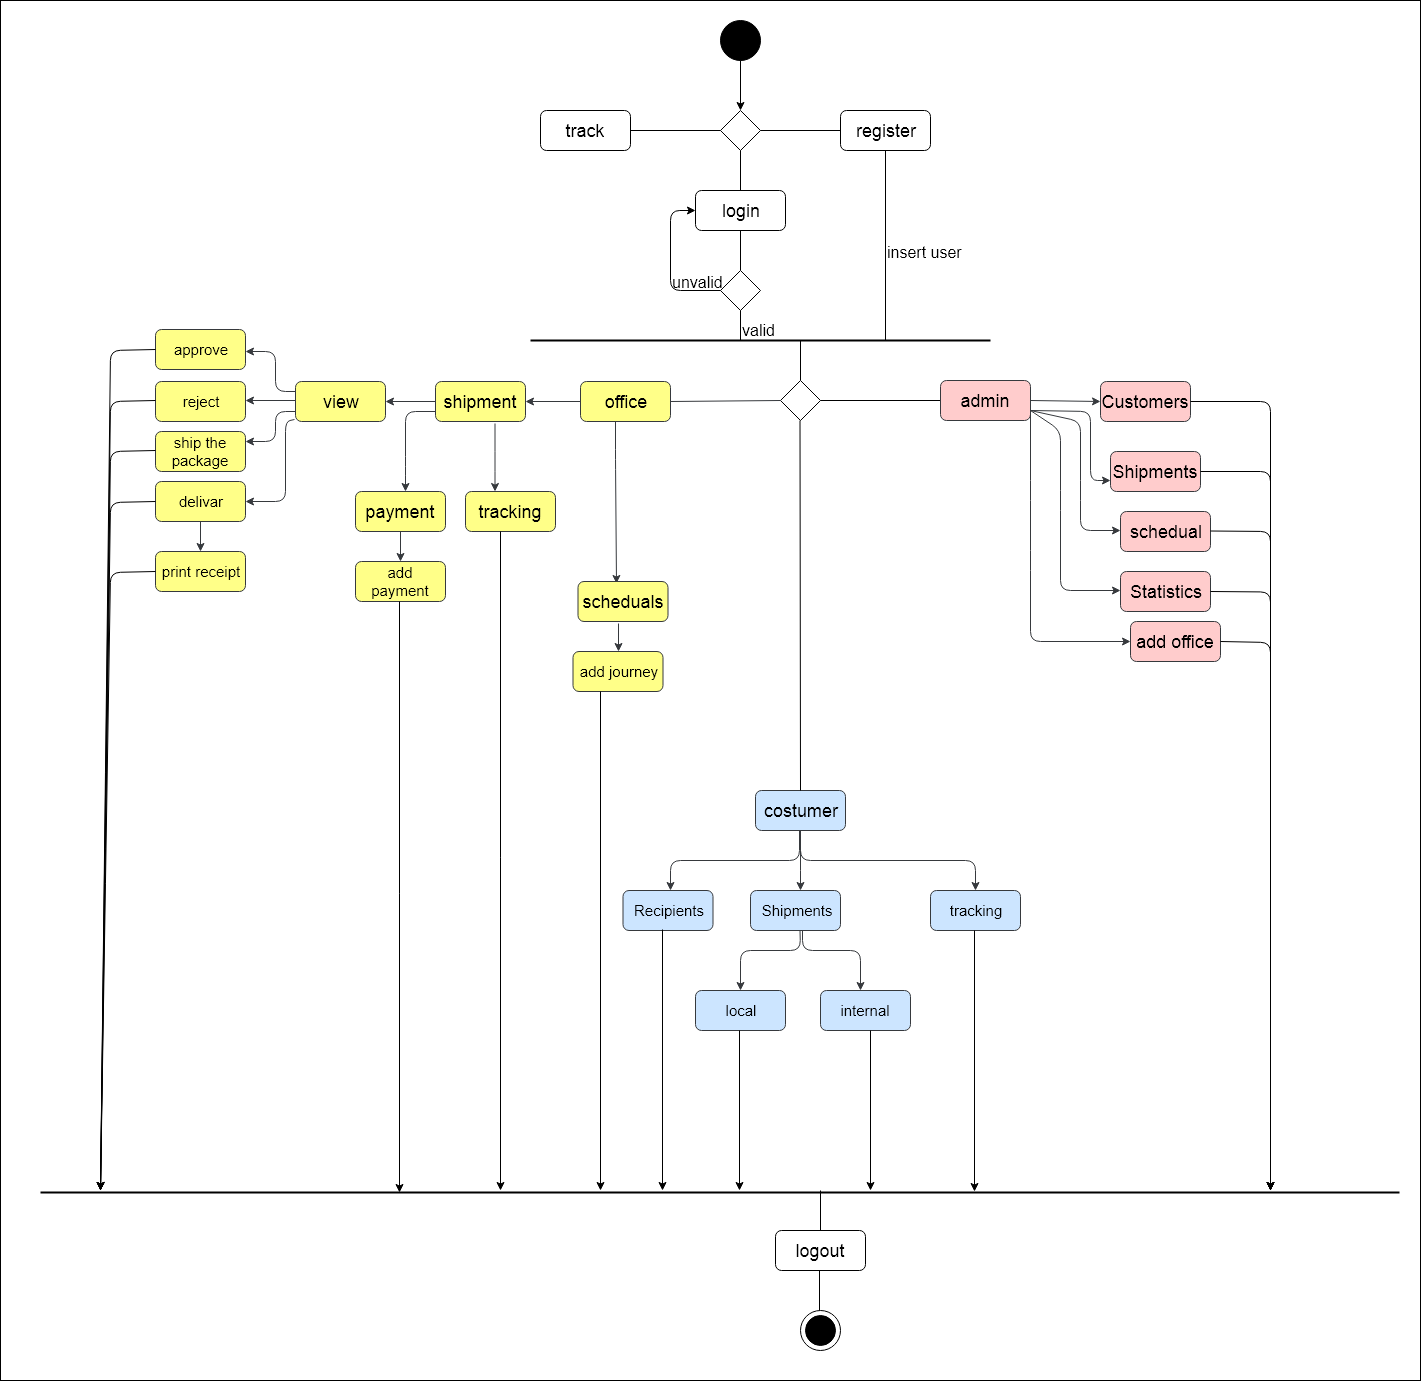 track
register
login
insert user
unvalid
valid
approve
reject
view
shipment
office
admin
Customers
ship the
package
Shipments
delivar
payment
tracking
schedual
print receipt
add
payment
scheduals
Statistics
add office
add journey
costumer
Recipients
Shipments
tracking
local
internal
logout